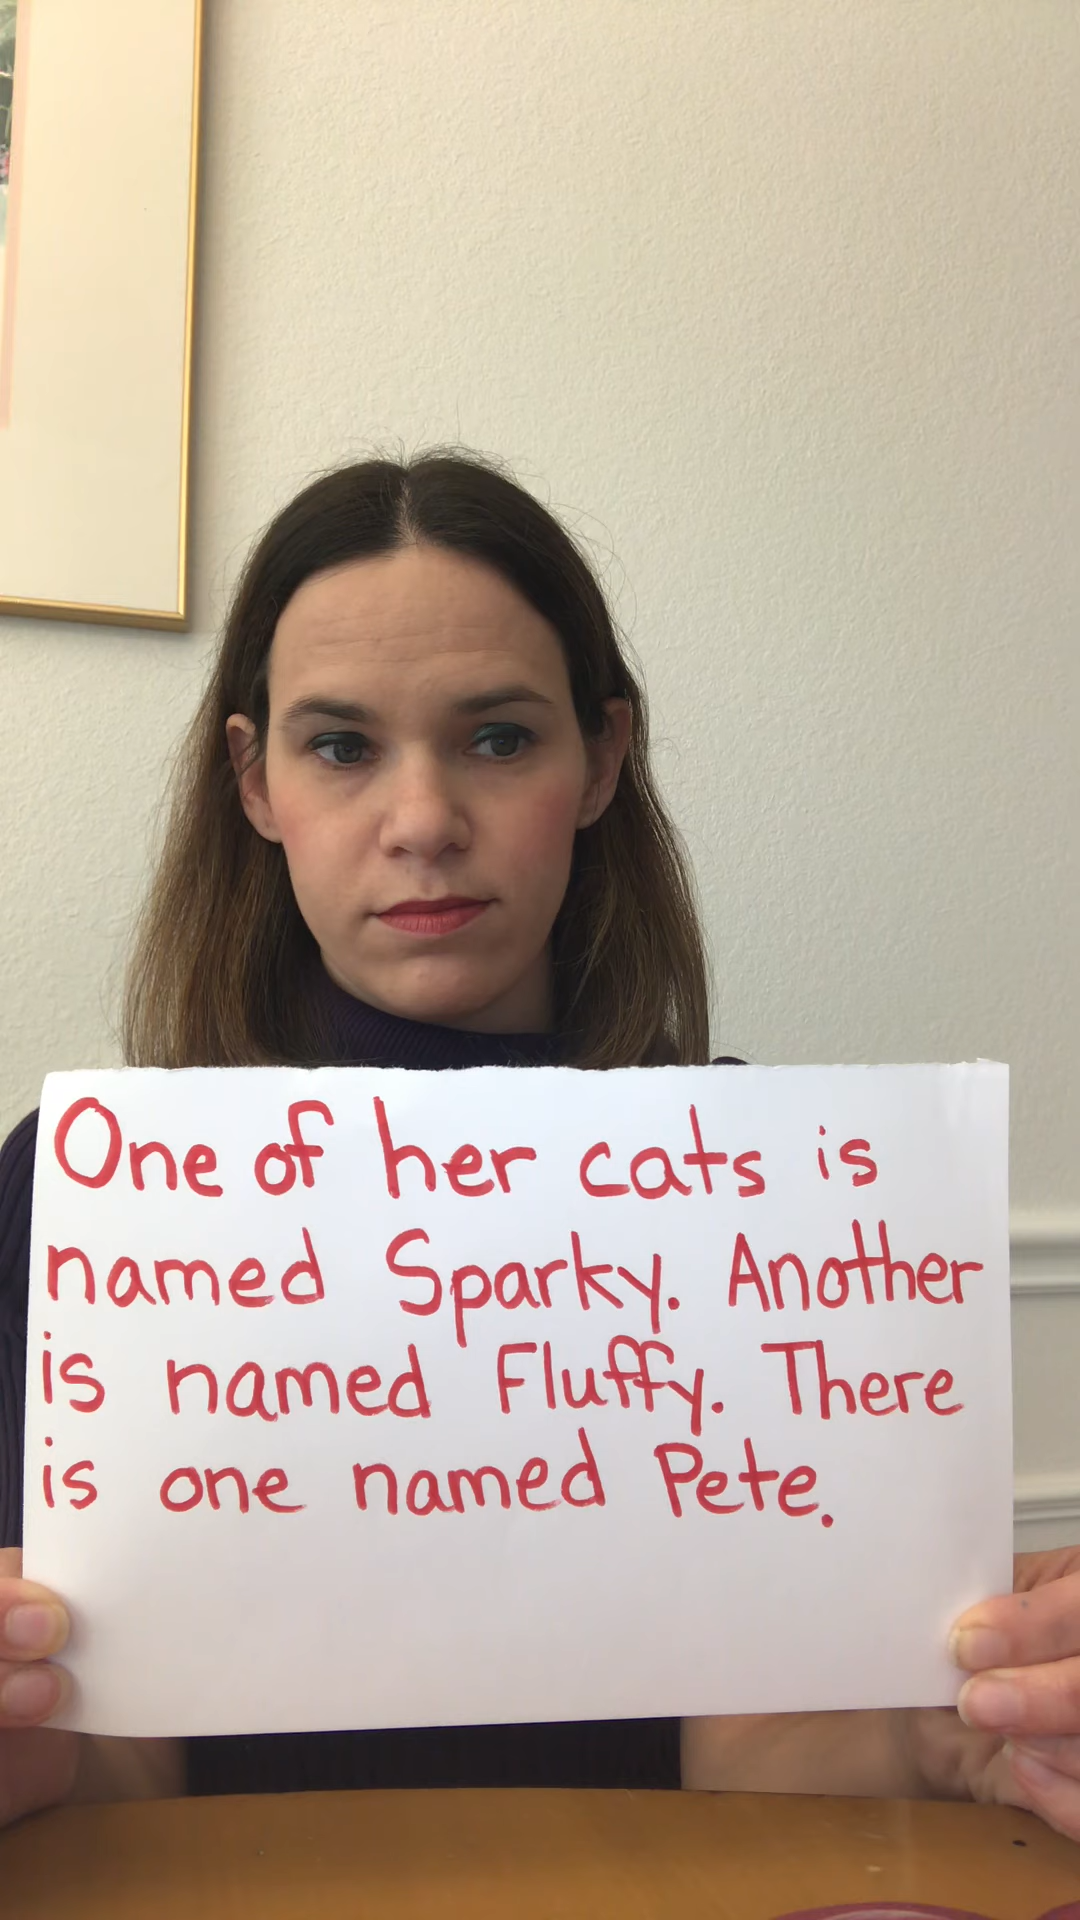 One of her cats is
named Sparky. Another
is named Fluffy. There
is one named Pete.